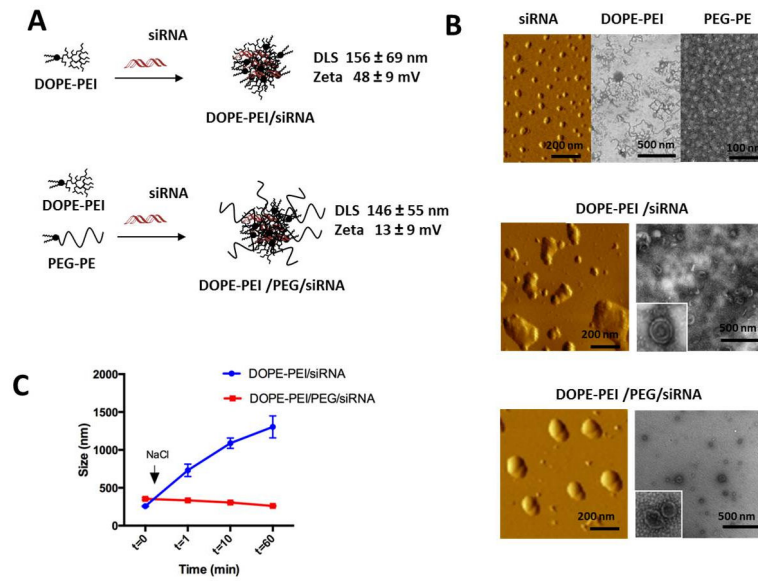 A
siRNA
DOPE-PEI
DLS 156 ± 69 nm
Zeta 48 ± 9 mV
DOPE-PEI/siRNA
DOPE-PEI
siRNA
PEG-PE
DLS 146 ± 55 nm
Zeta 13 ± 9 mV
DOPE-PEI /PEG/siRNA
B
siRNA DOPE-PEI PEG-PE
200 nm 500 nm 100 nm
DOPE-PEI /siRNA
200 nm 500 nm
DOPE-PEI /PEG/siRNA
200 nm 500 nm
C
DOPE-PEI/siRNA
DOPE-PEI/PEG/siRNA
Size (nm)
2000
1500
1000
500
0
NaCl
t=0 t=1 t=10 t=60
Time (min)